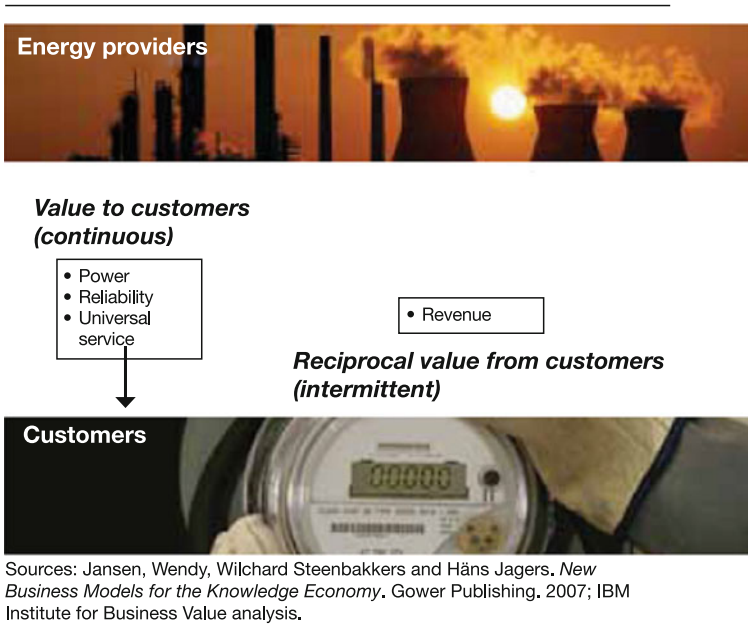 Energy providers
Value to customers
(continuous)
• Power
• Reliability
• Universal
service
• Revenue
Reciprocal value from customers
(intermittent)
Customers
00000
Sources: Jansen, Wendy, Wilchard Steenbakkers and Häns Jagers. New
Business Models for the Knowledge Economy. Gower Publishing. 2007; IBM
Institute for Business Value analysis.